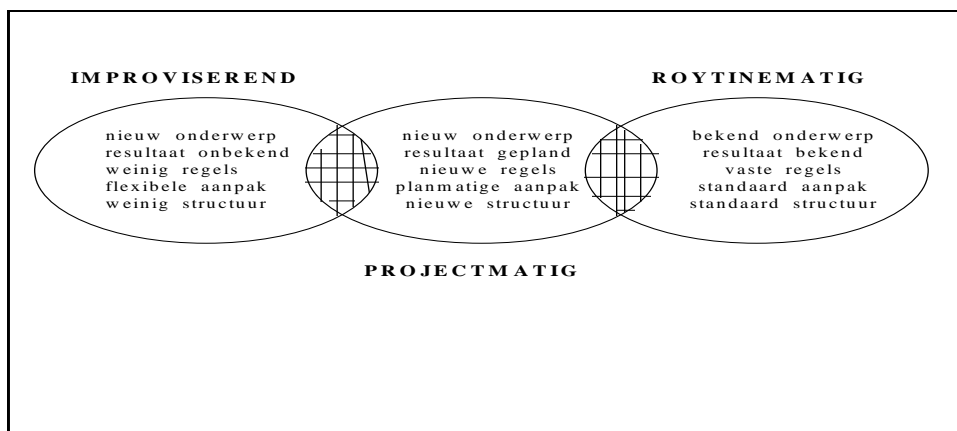 IMPROVISEREND
ROYTINEMATIG
nieuw onderwerp
resultaat onbekend
weinig regels
flexibele aanpak
weinig structuur
nieuw onderwerp
resultaat gepland
nieuwe regels
planmatige aanpak
nieuwe structuur
bekend onderwerp
resultaat bekend
vaste regels
standaard aanpak
standaard structuur
PROJECTMATIG